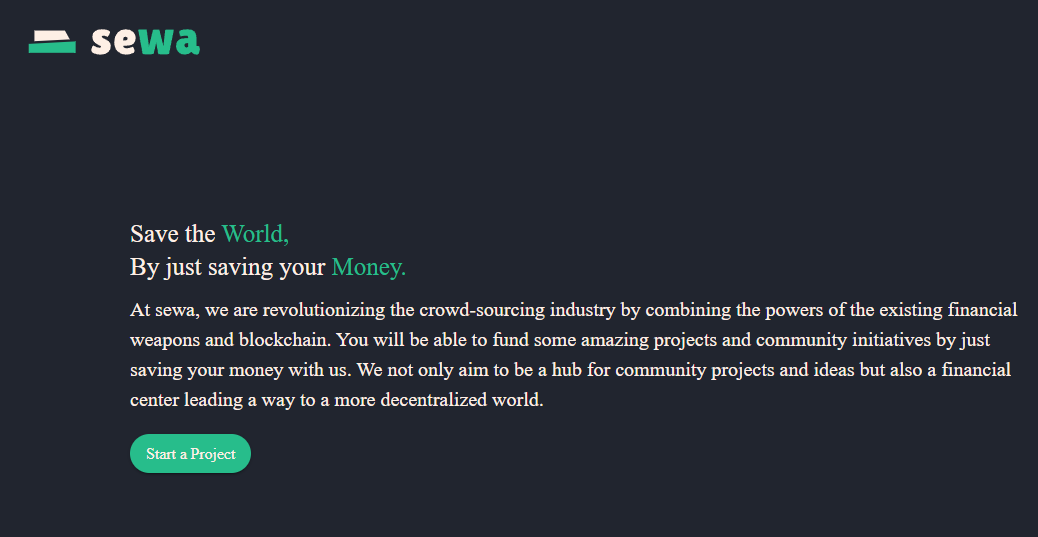 sewa
Save the World,
By just saving your Money.
At sewa, we are revolutionizing the crowd-sourcing industry by combining the powers of the existing financial
weapons and blockchain. You will be able to fund some amazing projects and community initiatives by just
saving your money with us. We not only aim to be a hub for community projects and ideas but also a financial
center leading a way to a more decentralized world.
Start a Project